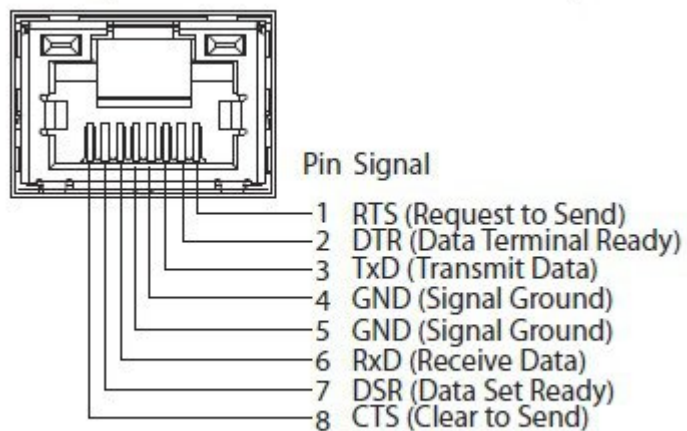 Pin Signal
1 RTS (Request to Send)
2 DTR (Data Terminal Ready)
3 TxD (Transmit Data)
4 GND (Signal Ground)
5 GND (Signal Ground)
6 RxD (Receive Data)
7 DSR (Data Set Ready)
8 CTS (Clear to Send)